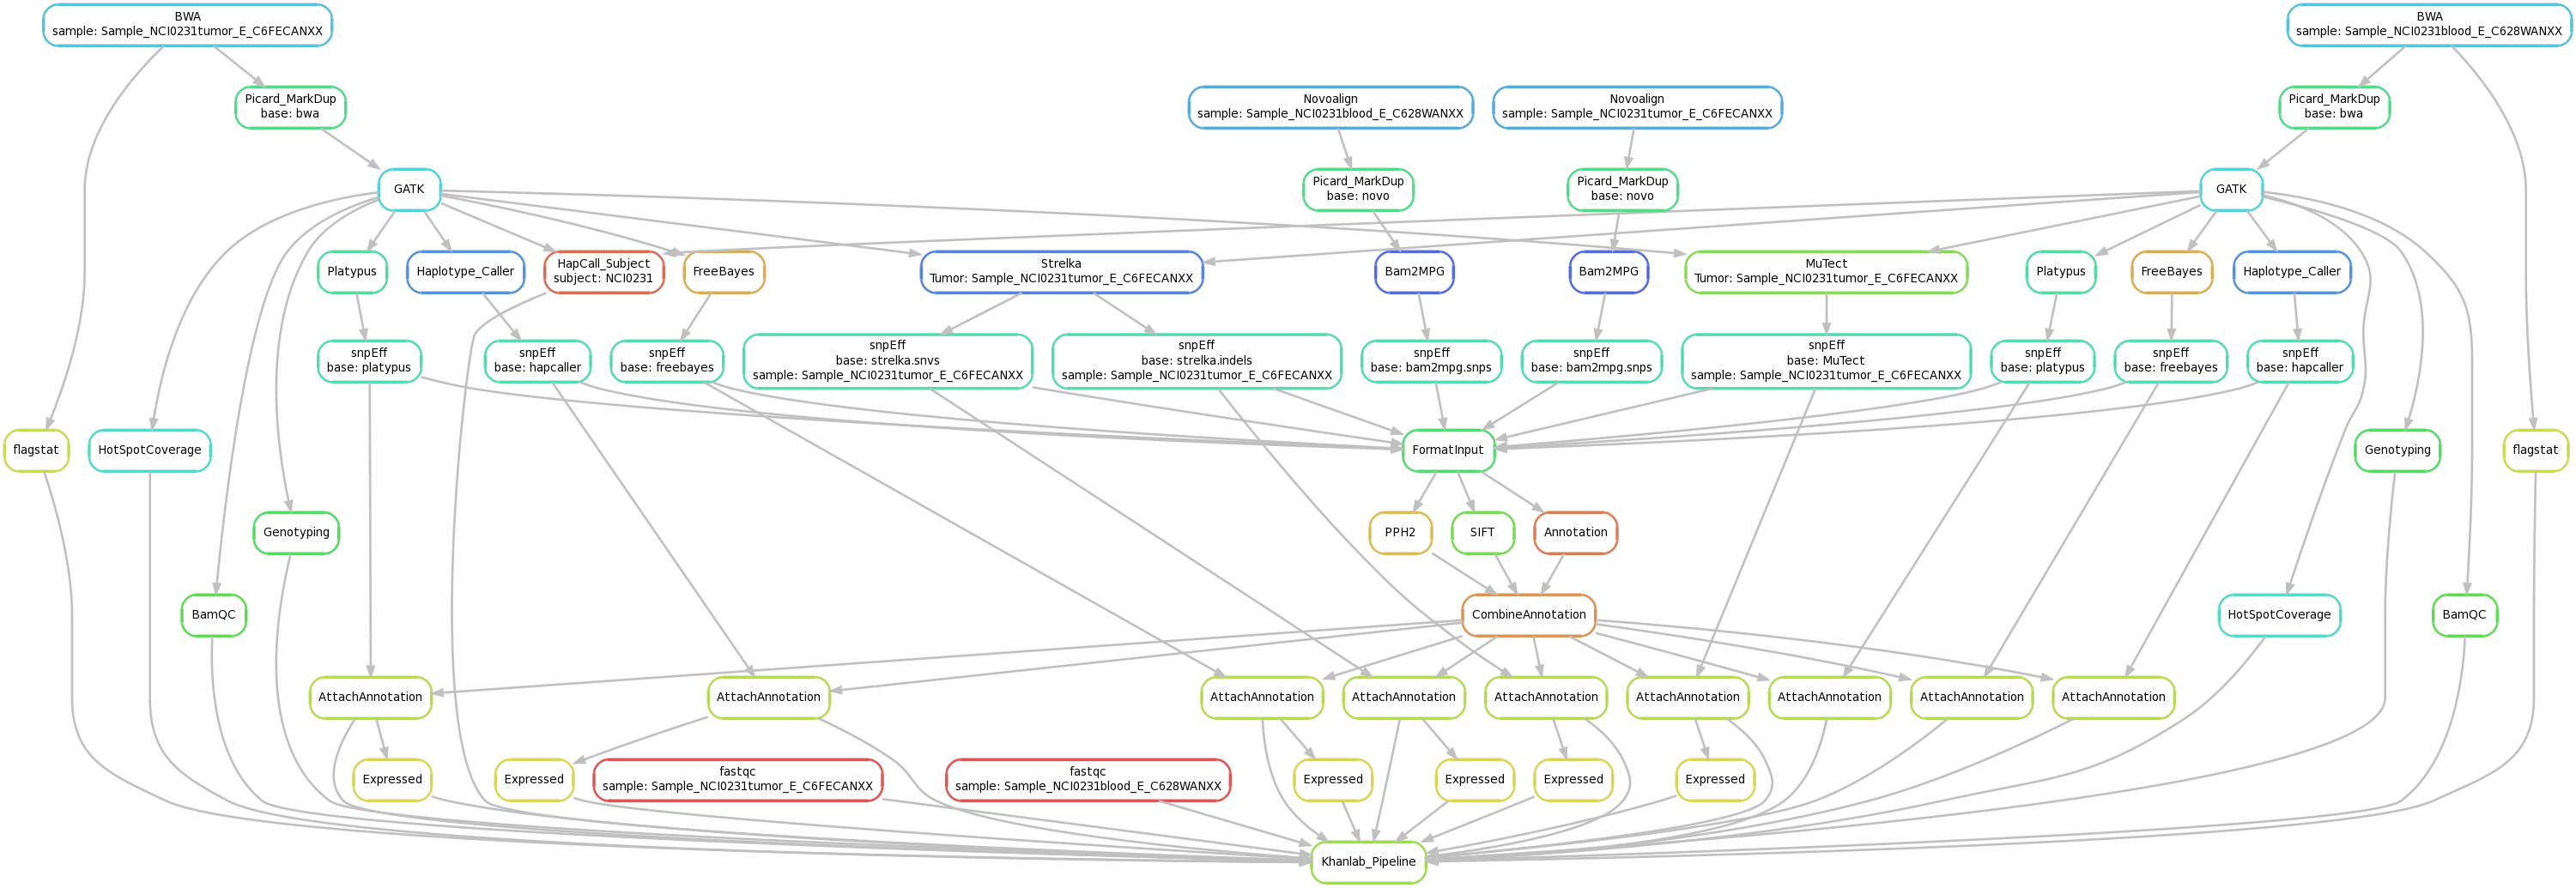 BWA
sample: Sample_NCI0231tumor_E_C6FECANXX
BWA
sample: Sample_NCI0231blood_E_C628WANXX
Picard_MarkDup
base: bwa
Novoalign
sample: Sample_NCI0231blood_E_C628WANXX
Novoalign
sample: Sample_NCI0231tumor_E_C6FECANXX
Picard_MarkDup
base: bwa
GATK
Picard_MarkDup
base: novo
Picard_MarkDup
base: novo
GATK
Platypus
Haplotype_Caller
HapCall_Subject
subject: NCI0231
FreeBayes
Strelka
Tumor: Sample_NCI0231tumor_E_C6FECANXX
Bam2MPG
Bam2MPG
MuTect
Tumor: Sample_NCI0231tumor_E_C6FECANXX
Platypus
FreeBayes
Haplotype_Caller
snpEff
base: platypus
snpEff
base: hapcaller
snpEff
base: freebayes
snpEff
base: strelka.snvs
sample: Sample_NCI0231tumor_E_C6FECANXX
snpEff
base: strelka.indels
sample: Sample_NCI0231tumor_E_C6FECANXX
snpEff
base: bam2mpg.snps
snpEff
base: bam2mpg.snps
snpEff
base: MuTect
sample: Sample_NCI0231tumor_E_C6FECANXX
snpEff
base: platypus
snpEff
base: freebayes
snpEff
base: hapcaller
flagstat
HotSpotCoverage
FormatInput
Genotyping
flagstat
Genotyping
PPH2
SIFT
Annotation
BamQC
CombineAnnotation
HotSpotCoverage
BamQC
AttachAnnotation
AttachAnnotation
AttachAnnotation
AttachAnnotation
AttachAnnotation
AttachAnnotation
AttachAnnotation
AttachAnnotation
AttachAnnotation
Expressed
Expressed
fastqc
sample: Sample_NCI0231tumor_E_C6FECANXX
fastqc
sample: Sample_NCI0231blood_E_C628WANXX
Expressed
Expressed
Expressed
Expressed
Khanlab_Pipeline